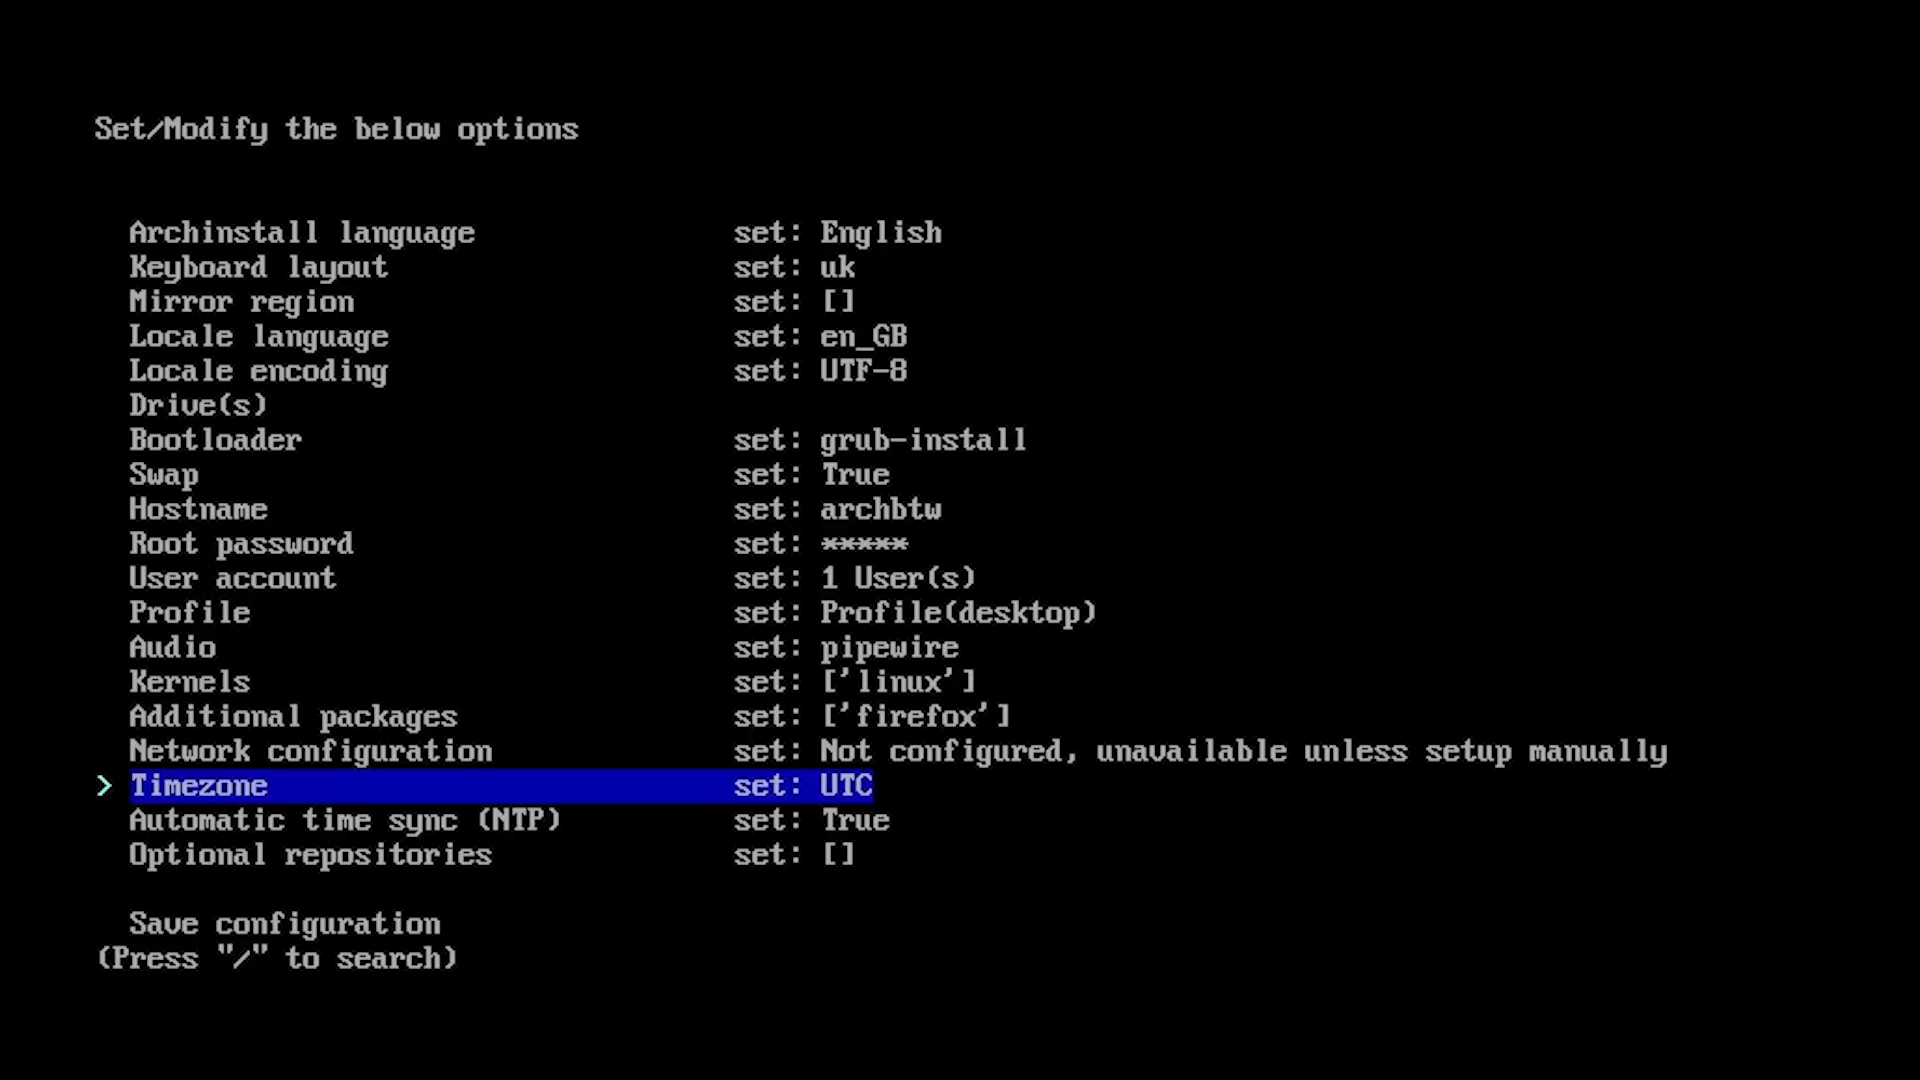 Set/Modify the below options
Archinstall language set: English
Keyboard layout set: uk
Mirror region set: []
Locale language set: en_GB
Locale encoding set: UTF-8
Drive(s)
Bootloader set: grub-install
Swap set: True
Hostname set: archbtw
Root password set: *****
User account set: 1 User(s)
Profile set: Profile(desktop)
Audio set: pipewire
Kernels set: ['linux']
Additional packages set: ['firefox']
Network configuration set: Not configured, unavailable unless setup manually
> Timezone set: UTC
Automatic time sync (NTP) set: True
Optional repositories set: []
Save configuration
(Press "/" to search)